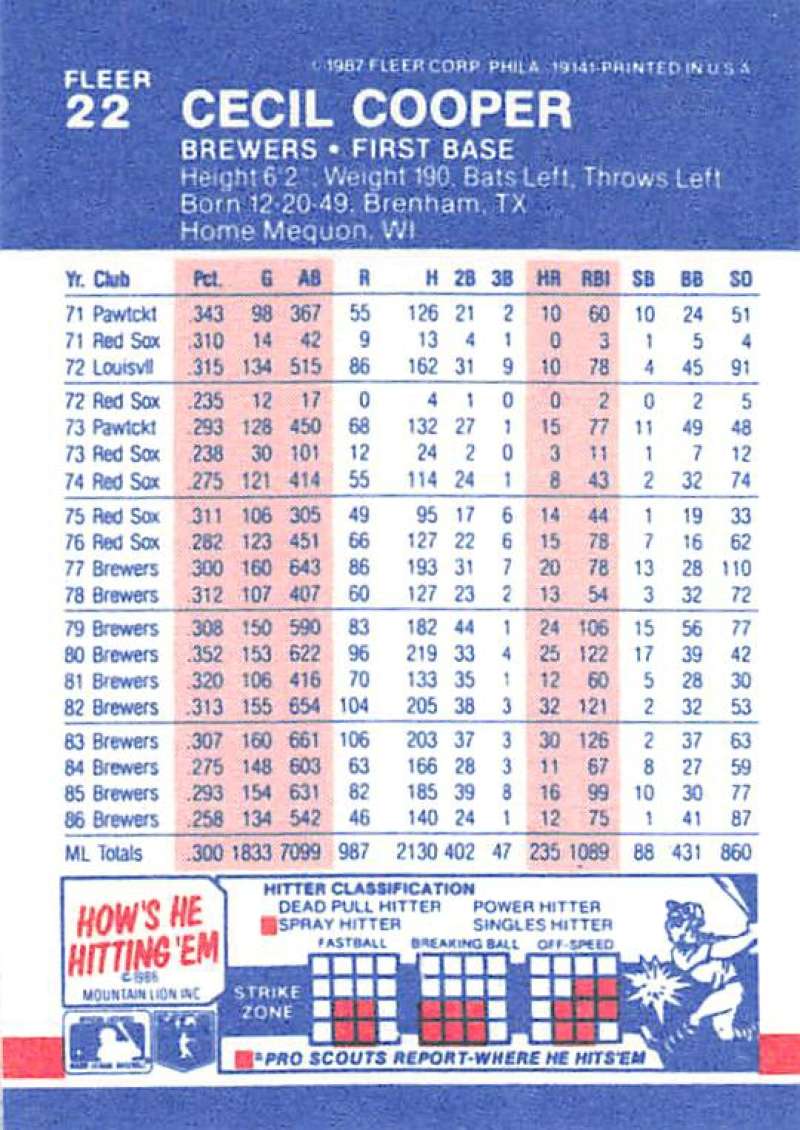 © 1987 FLEER CORP. PHILA. 19141-PRINTED IN U.S.A.
FLEER
22 CECIL COOPER
BREWERS • FIRST BASE
Height 6'2", Weight 190, Bats Left, Throws Left
Born 12-20-49, Brenham, TX
Home Mequon, WI
Yr. Club Pct. G AB R H 2B 3B HR RBI SB BB SO
71 Pawtckt .343 98 367 55 126 21 2 10 60 10 24 51
71 Red Sox .310 14 42 9 13 4 1 0 3 1 5 4
72 Louisvll .315 134 515 86 162 31 9 10 78 4 45 91
72 Red Sox .235 12 17 0 4 1 0 0 2 0 2 5
73 Pawtckt .293 128 450 68 132 27 1 15 77 11 49 48
73 Red Sox .238 30 101 12 24 2 0 3 11 1 7 12
74 Red Sox .275 121 414 55 114 24 1 8 43 2 32 74
75 Red Sox .311 106 305 49 95 17 6 14 44 1 19 33
76 Red Sox .282 123 451 66 127 22 6 15 78 7 16 62
77 Brewers .300 160 643 86 193 31 7 20 78 13 28 110
78 Brewers .312 107 407 60 127 23 2 13 54 3 32 72
79 Brewers .308 150 590 83 182 44 1 24 106 15 56 77
80 Brewers .352 153 622 96 219 33 4 25 122 17 39 42
81 Brewers .320 106 416 70 133 35 1 12 60 5 28 30
82 Brewers .313 155 654 104 205 38 3 32 121 2 32 53
83 Brewers .307 160 661 106 203 37 3 30 126 2 37 63
84 Brewers .275 148 603 63 166 28 3 11 67 8 27 59
85 Brewers .293 154 631 82 185 39 8 16 99 10 30 77
86 Brewers .258 134 542 46 140 24 1 12 75 1 41 87
ML Totals .300 1833 7099 987 2130 402 47 235 1089 88 431 860
HOW'S HE
HITTING 'EM
© 1986
MOUNTAIN LION INC
HITTER CLASSIFICATION
DEAD PULL HITTER POWER HITTER
SPRAY HITTER SINGLES HITTER
FASTBALL BREAKING BALL OFF-SPEED
STRIKE
ZONE
= PRO SCOUTS REPORT-WHERE HE HITS 'EM